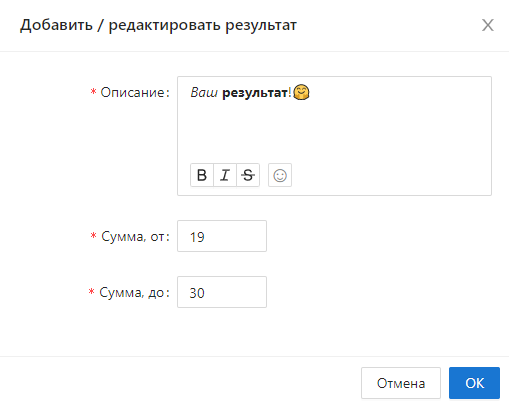 Добавить / редактировать результат
* Описание: Ваш результат!🤗
B I S
* Сумма, от: 19
* Сумма, до: 30
Отмена OK